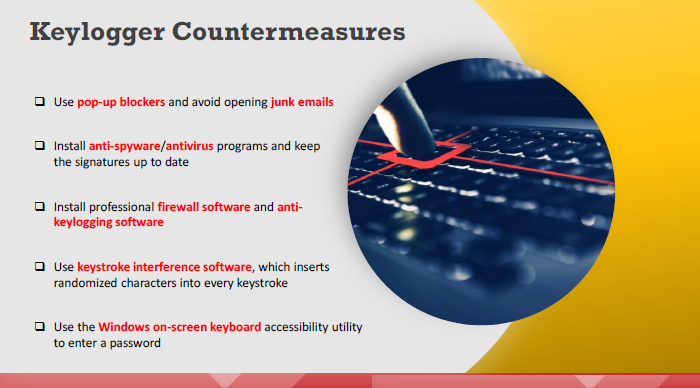 Keylogger Countermeasures
❑ Use pop-up blockers and avoid opening junk emails
❑ Install anti-spyware/antivirus programs and keep
the signatures up to date
❑ Install professional firewall software and anti-
keylogging software
❑ Use keystroke interference software, which inserts
randomized characters into every keystroke
❑ Use the Windows on-screen keyboard accessibility utility
to enter a password